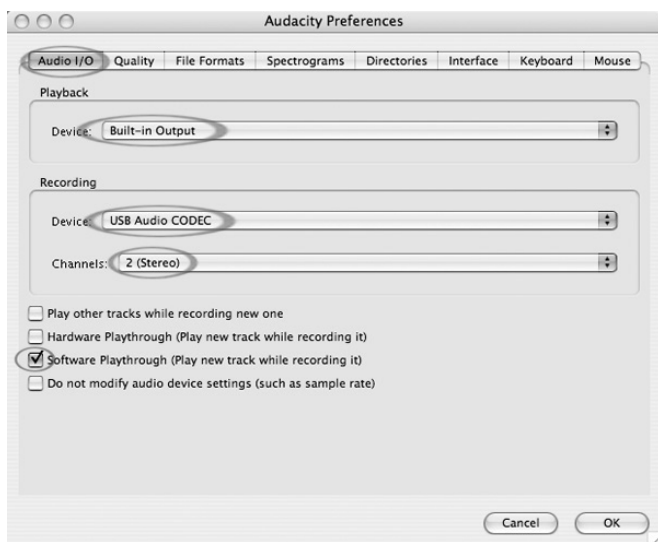 Audacity Preferences
Audio I/O Quality File Formats Spectrograms Directories Interface Keyboard Mouse
Playback
Device: Built-in Output
Recording
Device: USB Audio CODEC
Channels: 2 (Stereo)
Play other tracks while recording new one
Hardware Playthrough (Play new track while recording it)
Software Playthrough (Play new track while recording it)
Do not modify audio device settings (such as sample rate)
Cancel OK